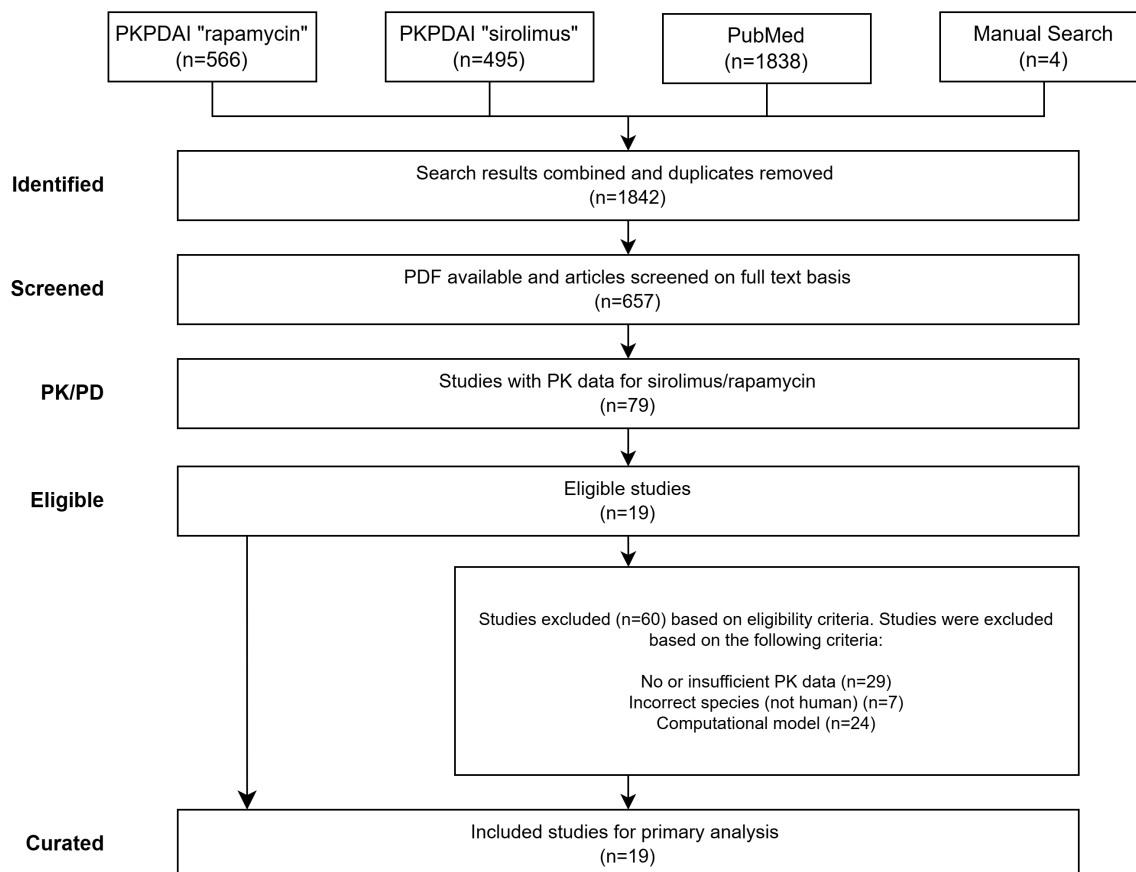 PKPDAI "rapamycin"
(n=566)
PKPDAI "sirolimus"
(n=495)
PubMed
(n=1838)
Manual Search
(n=4)
Identified
Search results combined and duplicates removed
(n=1842)
Screened
PDF available and articles screened on full text basis
(n=657)
PK/PD
Studies with PK data for sirolimus/rapamycin
(n=79)
Eligible
Eligible studies
(n=19)
Studies excluded (n=60) based on eligibility criteria. Studies were excluded
based on the following criteria:
No or insufficient PK data (n=29)
Incorrect species (not human) (n=7)
Computational model (n=24)
Curated
Included studies for primary analysis
(n=19)